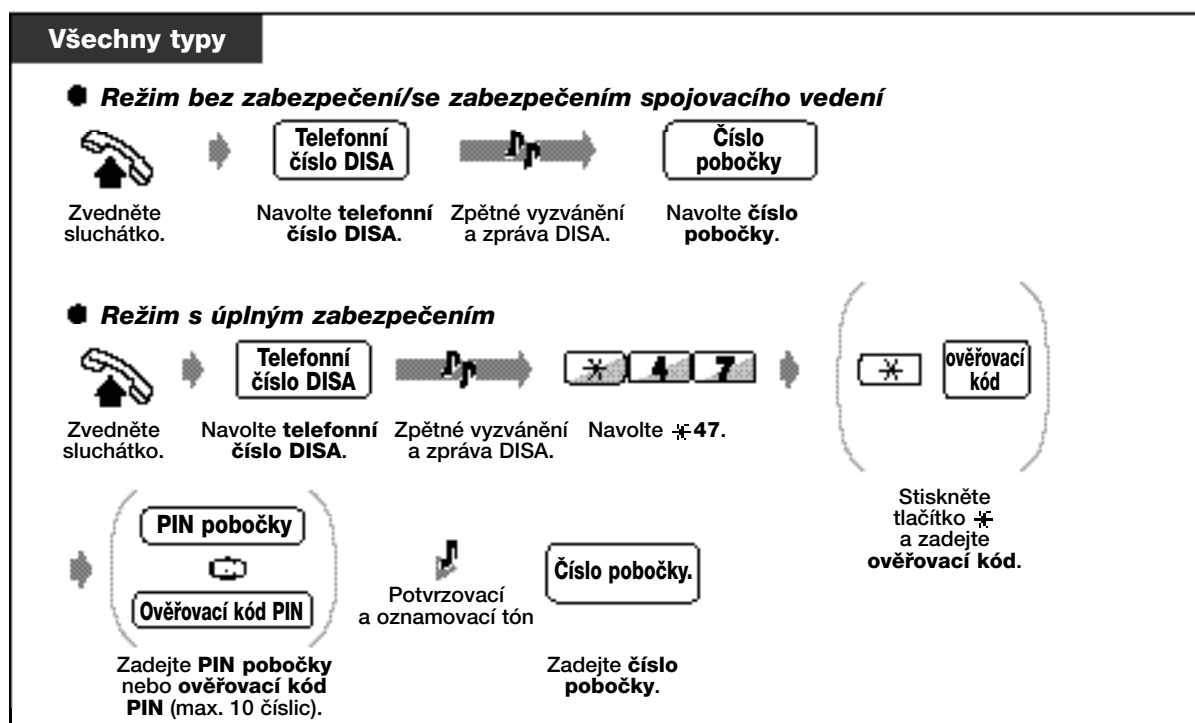 Všechny typy
Režim bez zabezpečení/se zabezpečením spojovacího vedení
Telefonní
číslo DISA
Číslo
pobočky
Zvedněte
sluchátko.
Navolte telefonní
číslo DISA.
Zpětné vyzvánění
a zpráva DISA.
Navolte číslo
pobočky.
Režim s úplným zabezpečením
Telefonní
číslo DISA
* 4 7
*
ověřovací
kód
Zvedněte
sluchátko.
Navolte telefonní
číslo DISA.
Zpětné vyzvánění
a zpráva DISA.
Navolte *47.
Stiskněte
tlačítko *
a zadejte
ověřovací kód.
PIN pobočky
Ověřovací kód PIN
Potvrzovací
a oznamovací tón
Číslo pobočky.
Zadejte PIN pobočky
nebo ověřovací kód
PIN (max. 10 číslic).
Zadejte číslo
pobočky.